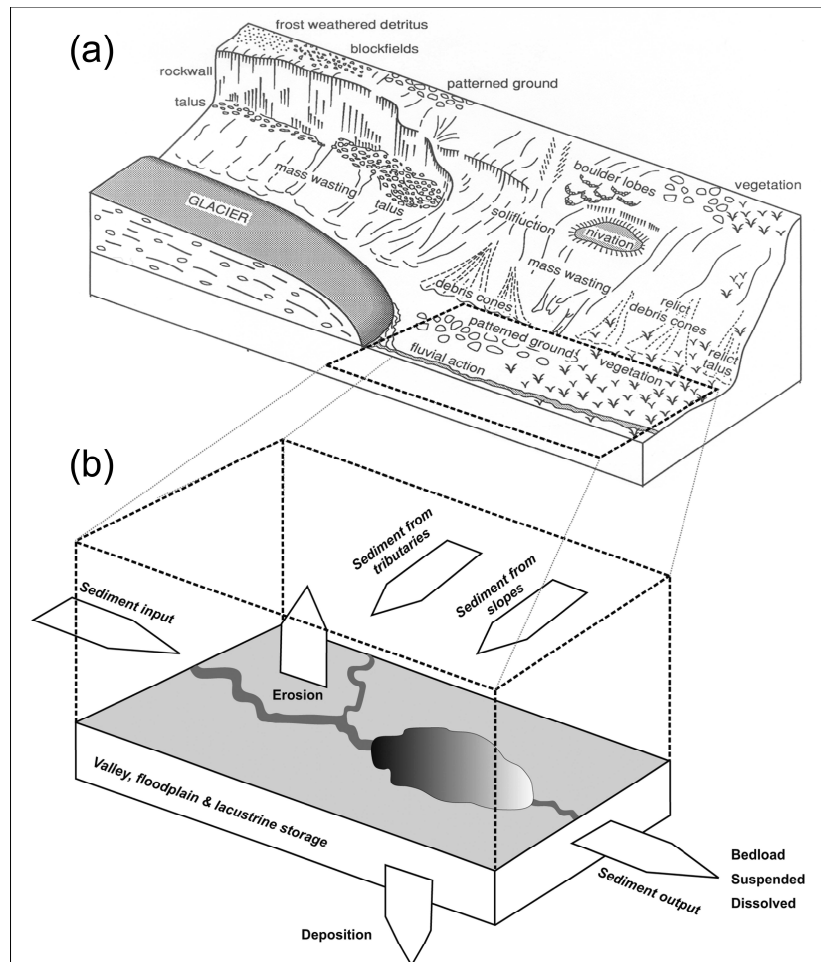 (a)
frost weathered detritus
blockfields
rockwall
patterned ground
talus
boulder lobes
vegetation
mass wasting
talus
GLACIER
solifluction
nivation
mass wasting
debris cones
relict
debris cones
patterned ground
relict
talus
fluvial action
vegetation
(b)
Sediment from
tributaries
Sediment from
slopes
Sediment input
Erosion
Valley, floodplain & lacustrine storage
Bedload
Suspended
Dissolved
Sediment output
Deposition